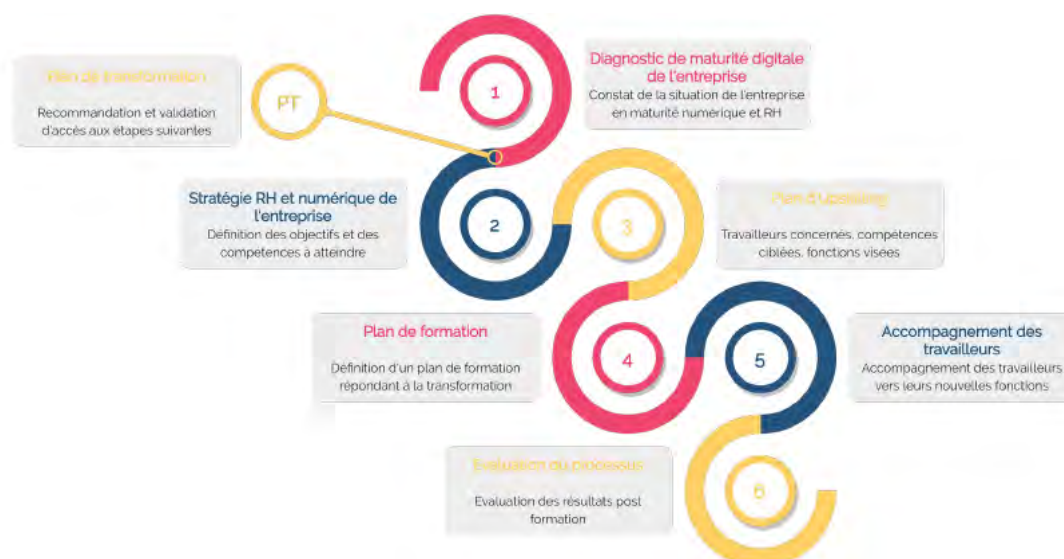 1
Diagnostic de maturité digitale
de l'entreprise
Constat de la situation de l'entreprise
en maturité numérique et RH
PT
Plan de transformation
Recommandation et validation
d'accès aux étapes suivantes
2
Stratégie RH et numérique de
l'entreprise
Définition des objectifs et des
compétences à atteindre
3
Plan d'upskilling
Travailleurs concernés, compétences
ciblées, fonctions visées
4
Plan de formation
Définition d'un plan de formation
répondant à la transformation
5
Accompagnement des
travailleurs
Accompagnement des travailleurs
vers leurs nouvelles fonctions
6
Evaluation du processus
Evaluation des résultats post
formation